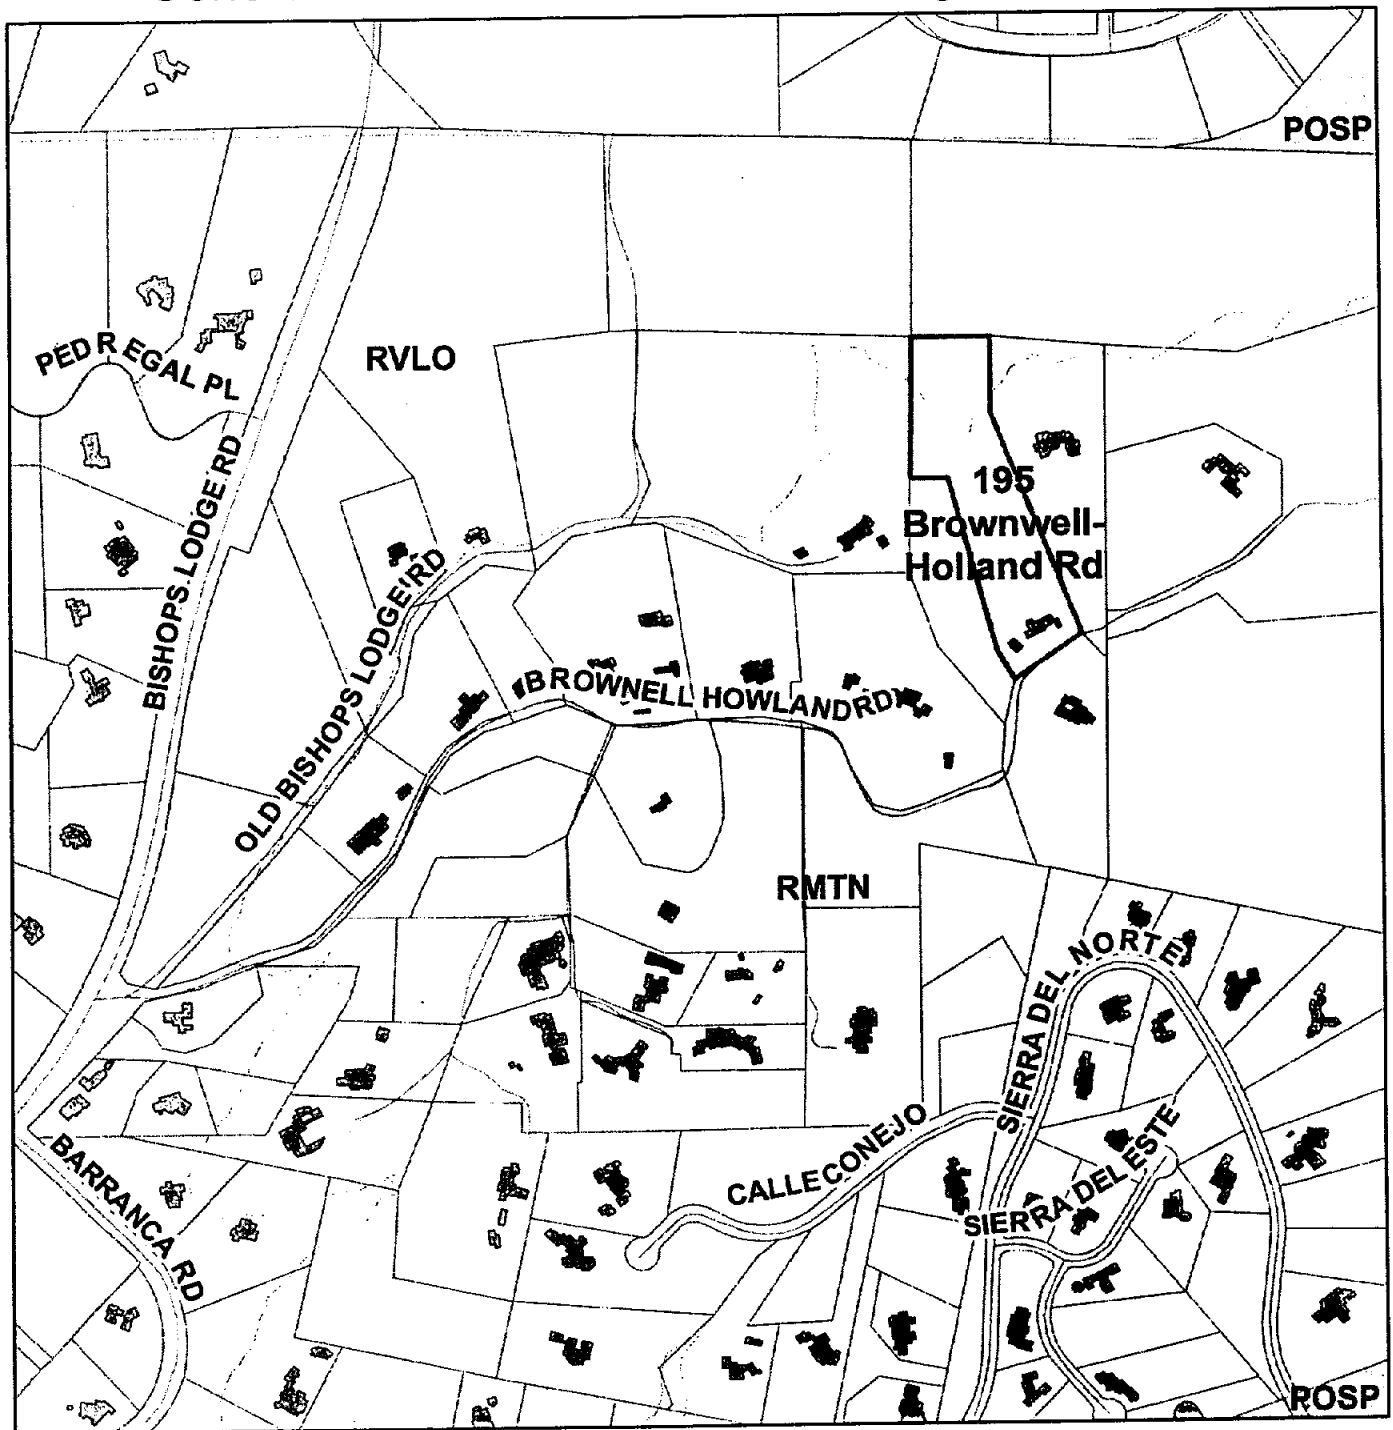 POSP
PEDREGAL PL
RVLO
BISHOPS LODGE RD
195
Brownwell-
Holland Rd
OLD BISHOPS LODGE RD
BROWNELL HOWLAND RD
RMTN
SIERRA DEL NORTE
CALLE CONEJO
SIERRA DEL ESTE
BARRANCA RD
POSP